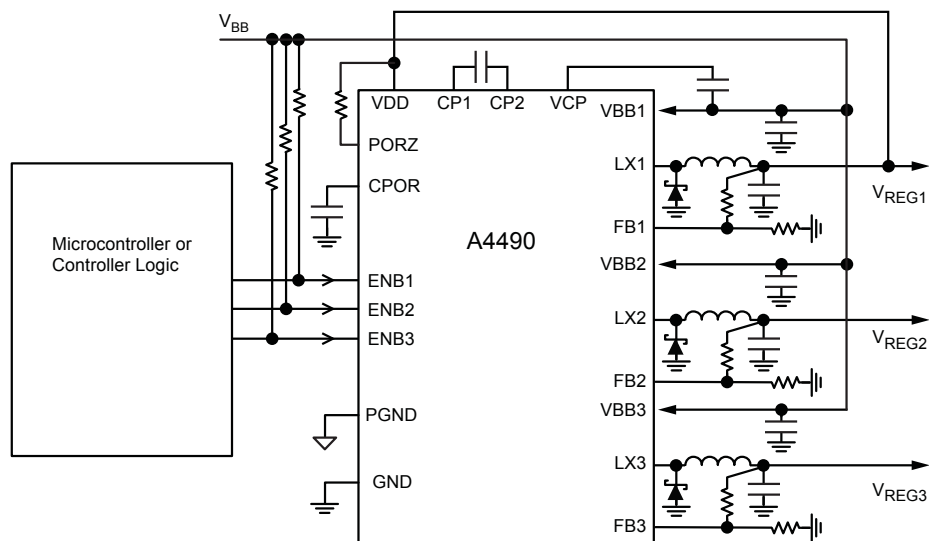 VBB
VDD
CP1
CP2
VCP
VBB1
PORZ
LX1
CPOR
VREG1
FB1
Microcontroller or
Controller Logic
A4490
VBB2
ENB1
ENB2
LX2
ENB3
VREG2
FB2
PGND
VBB3
LX3
GND
VREG3
FB3